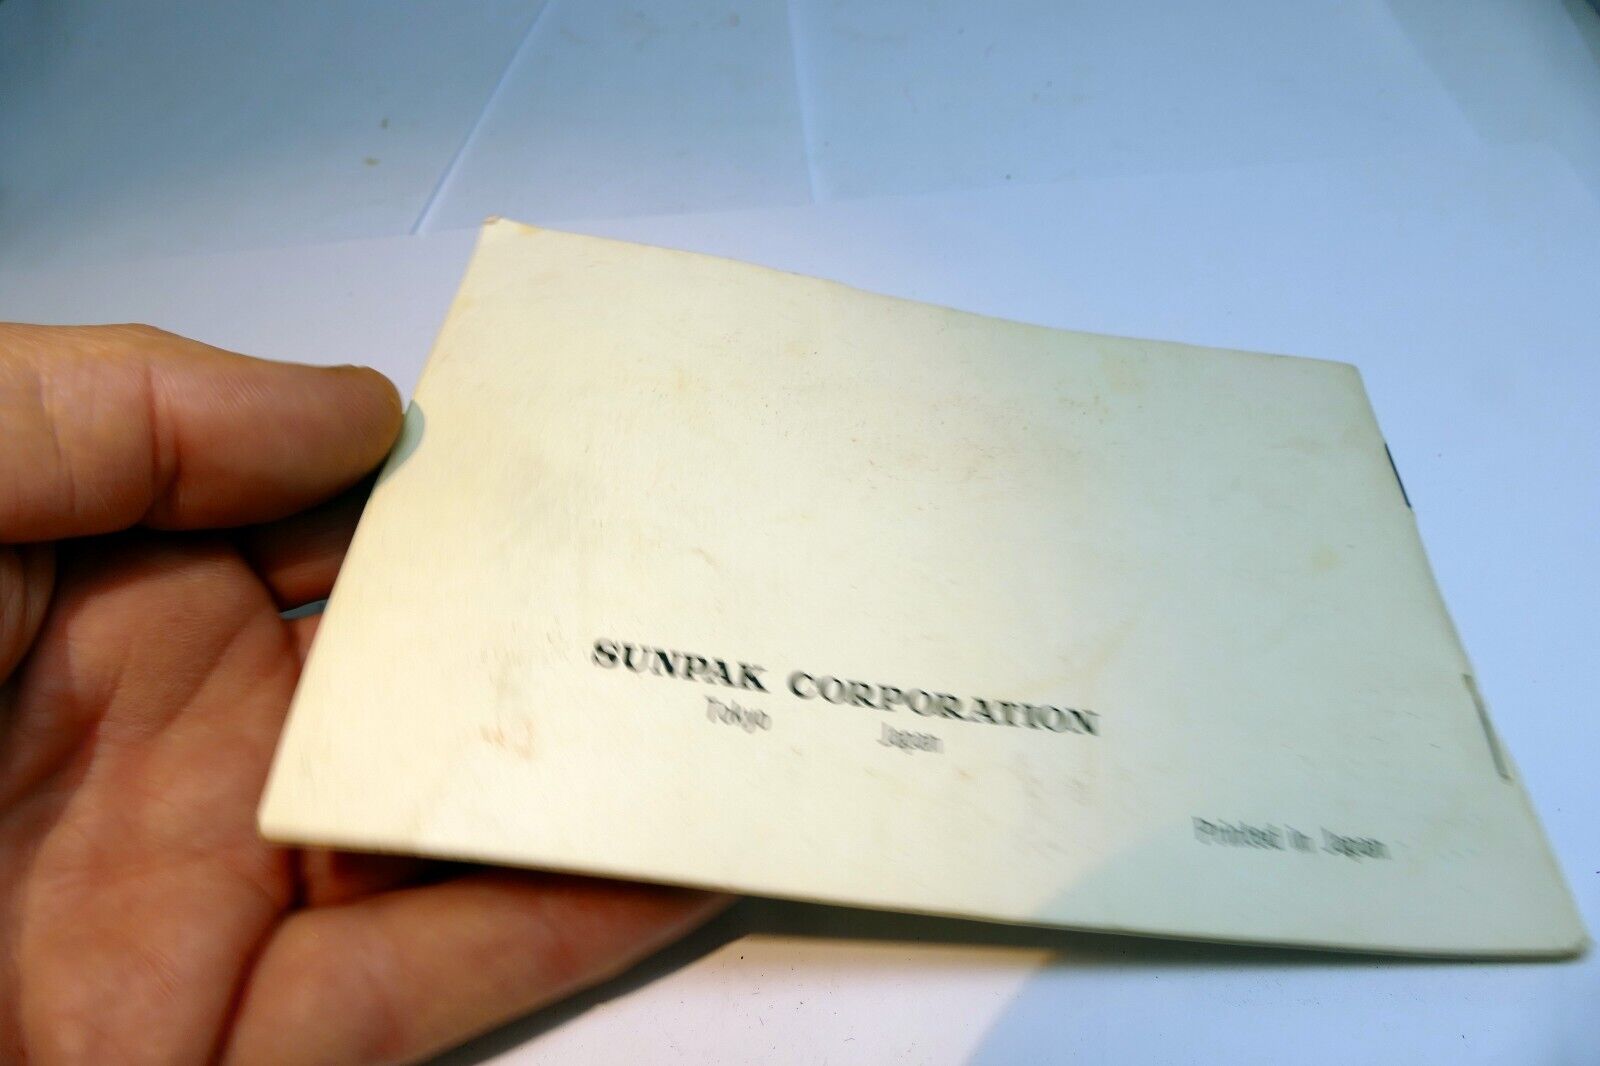 SUNPAK CORPORATION
Tokyo Japan
Printed in Japan